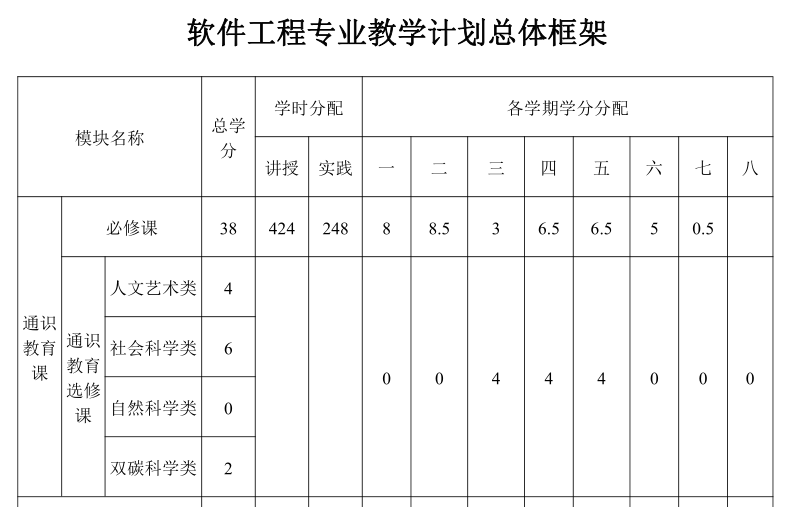 软件工程专业教学计划总体框架
模块名称 总学分 学时分配 各学期学分分配
讲授 实践 一 二 三 四 五 六 七 八
通识教育课 必修课 38 424 248 8 8.5 3 6.5 6.5 5 0.5
通识教育选修课 人文艺术类 4
社会科学类 6
0 0 4 4 4 0 0 0
自然科学类 0
双碳科学类 2